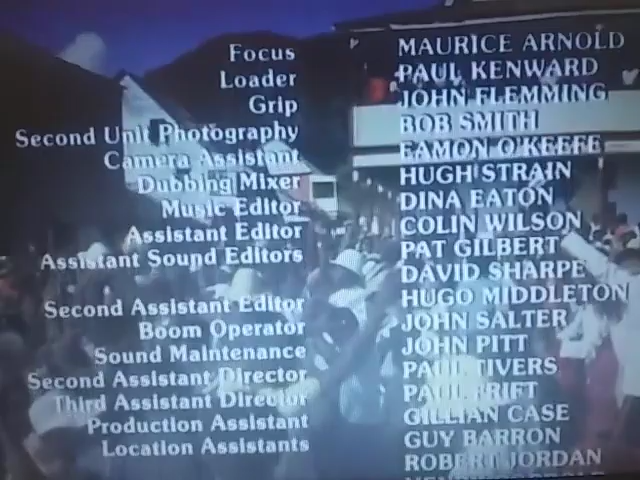 Focus MAURICE ARNOLD
Loader PAUL KENWARD
Grip JOHN FLEMMING
Second Unit Photography BOB SMITH
Camera Assistant EAMON O'KEEFE
Dubbing Mixer HUGH STRAIN
Music Editor DINA EATON
Assistant Editor COLIN WILSON
Assistant Sound Editors PAT GILBERT
DAVID SHARPE
Second Assistant Editor HUGO MIDDLETON
Boom Operator JOHN SALTER
Sound Maintenance JOHN PITT
Second Assistant Director PAUL TIVERS
Third Assistant Director PAUL FRIFT
Production Assistant GILLIAN CASE
Location Assistants GUY BARRON
ROBERT JORDAN